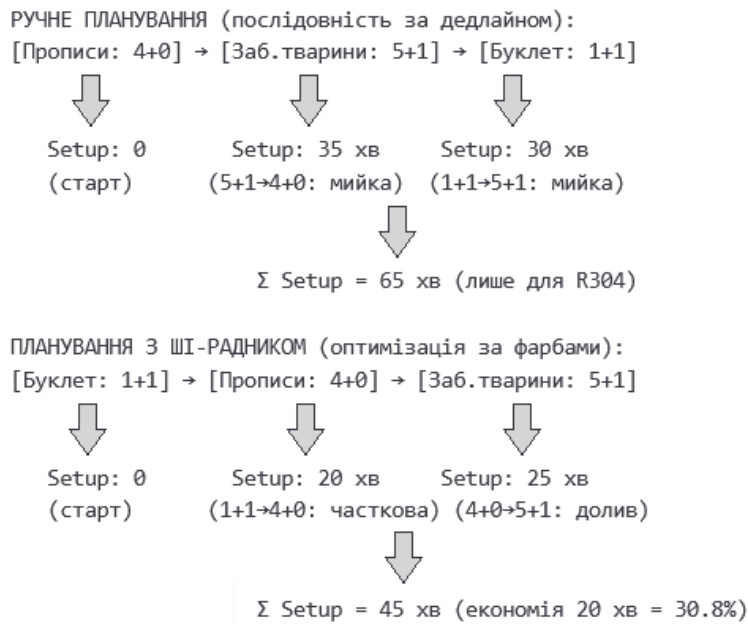 РУЧНЕ ПЛАНУВАННЯ (послідовність за дедлайном):
[Прописи: 4+0] → [Заб.тварини: 5+1] → [Буклет: 1+1]
Setup: 0 Setup: 35 хв Setup: 30 хв
(старт) (5+1→4+0: мийка) (1+1→5+1: мийка)
Σ Setup = 65 хв (лише для R304)
ПЛАНУВАННЯ З ШІ-РАДНИКОМ (оптимізація за фарбами):
[Буклет: 1+1] → [Прописи: 4+0] → [Заб.тварини: 5+1]
Setup: 0 Setup: 20 хв Setup: 25 хв
(старт) (1+1→4+0: часткова) (4+0→5+1: долив)
Σ Setup = 45 хв (економія 20 хв = 30.8%)